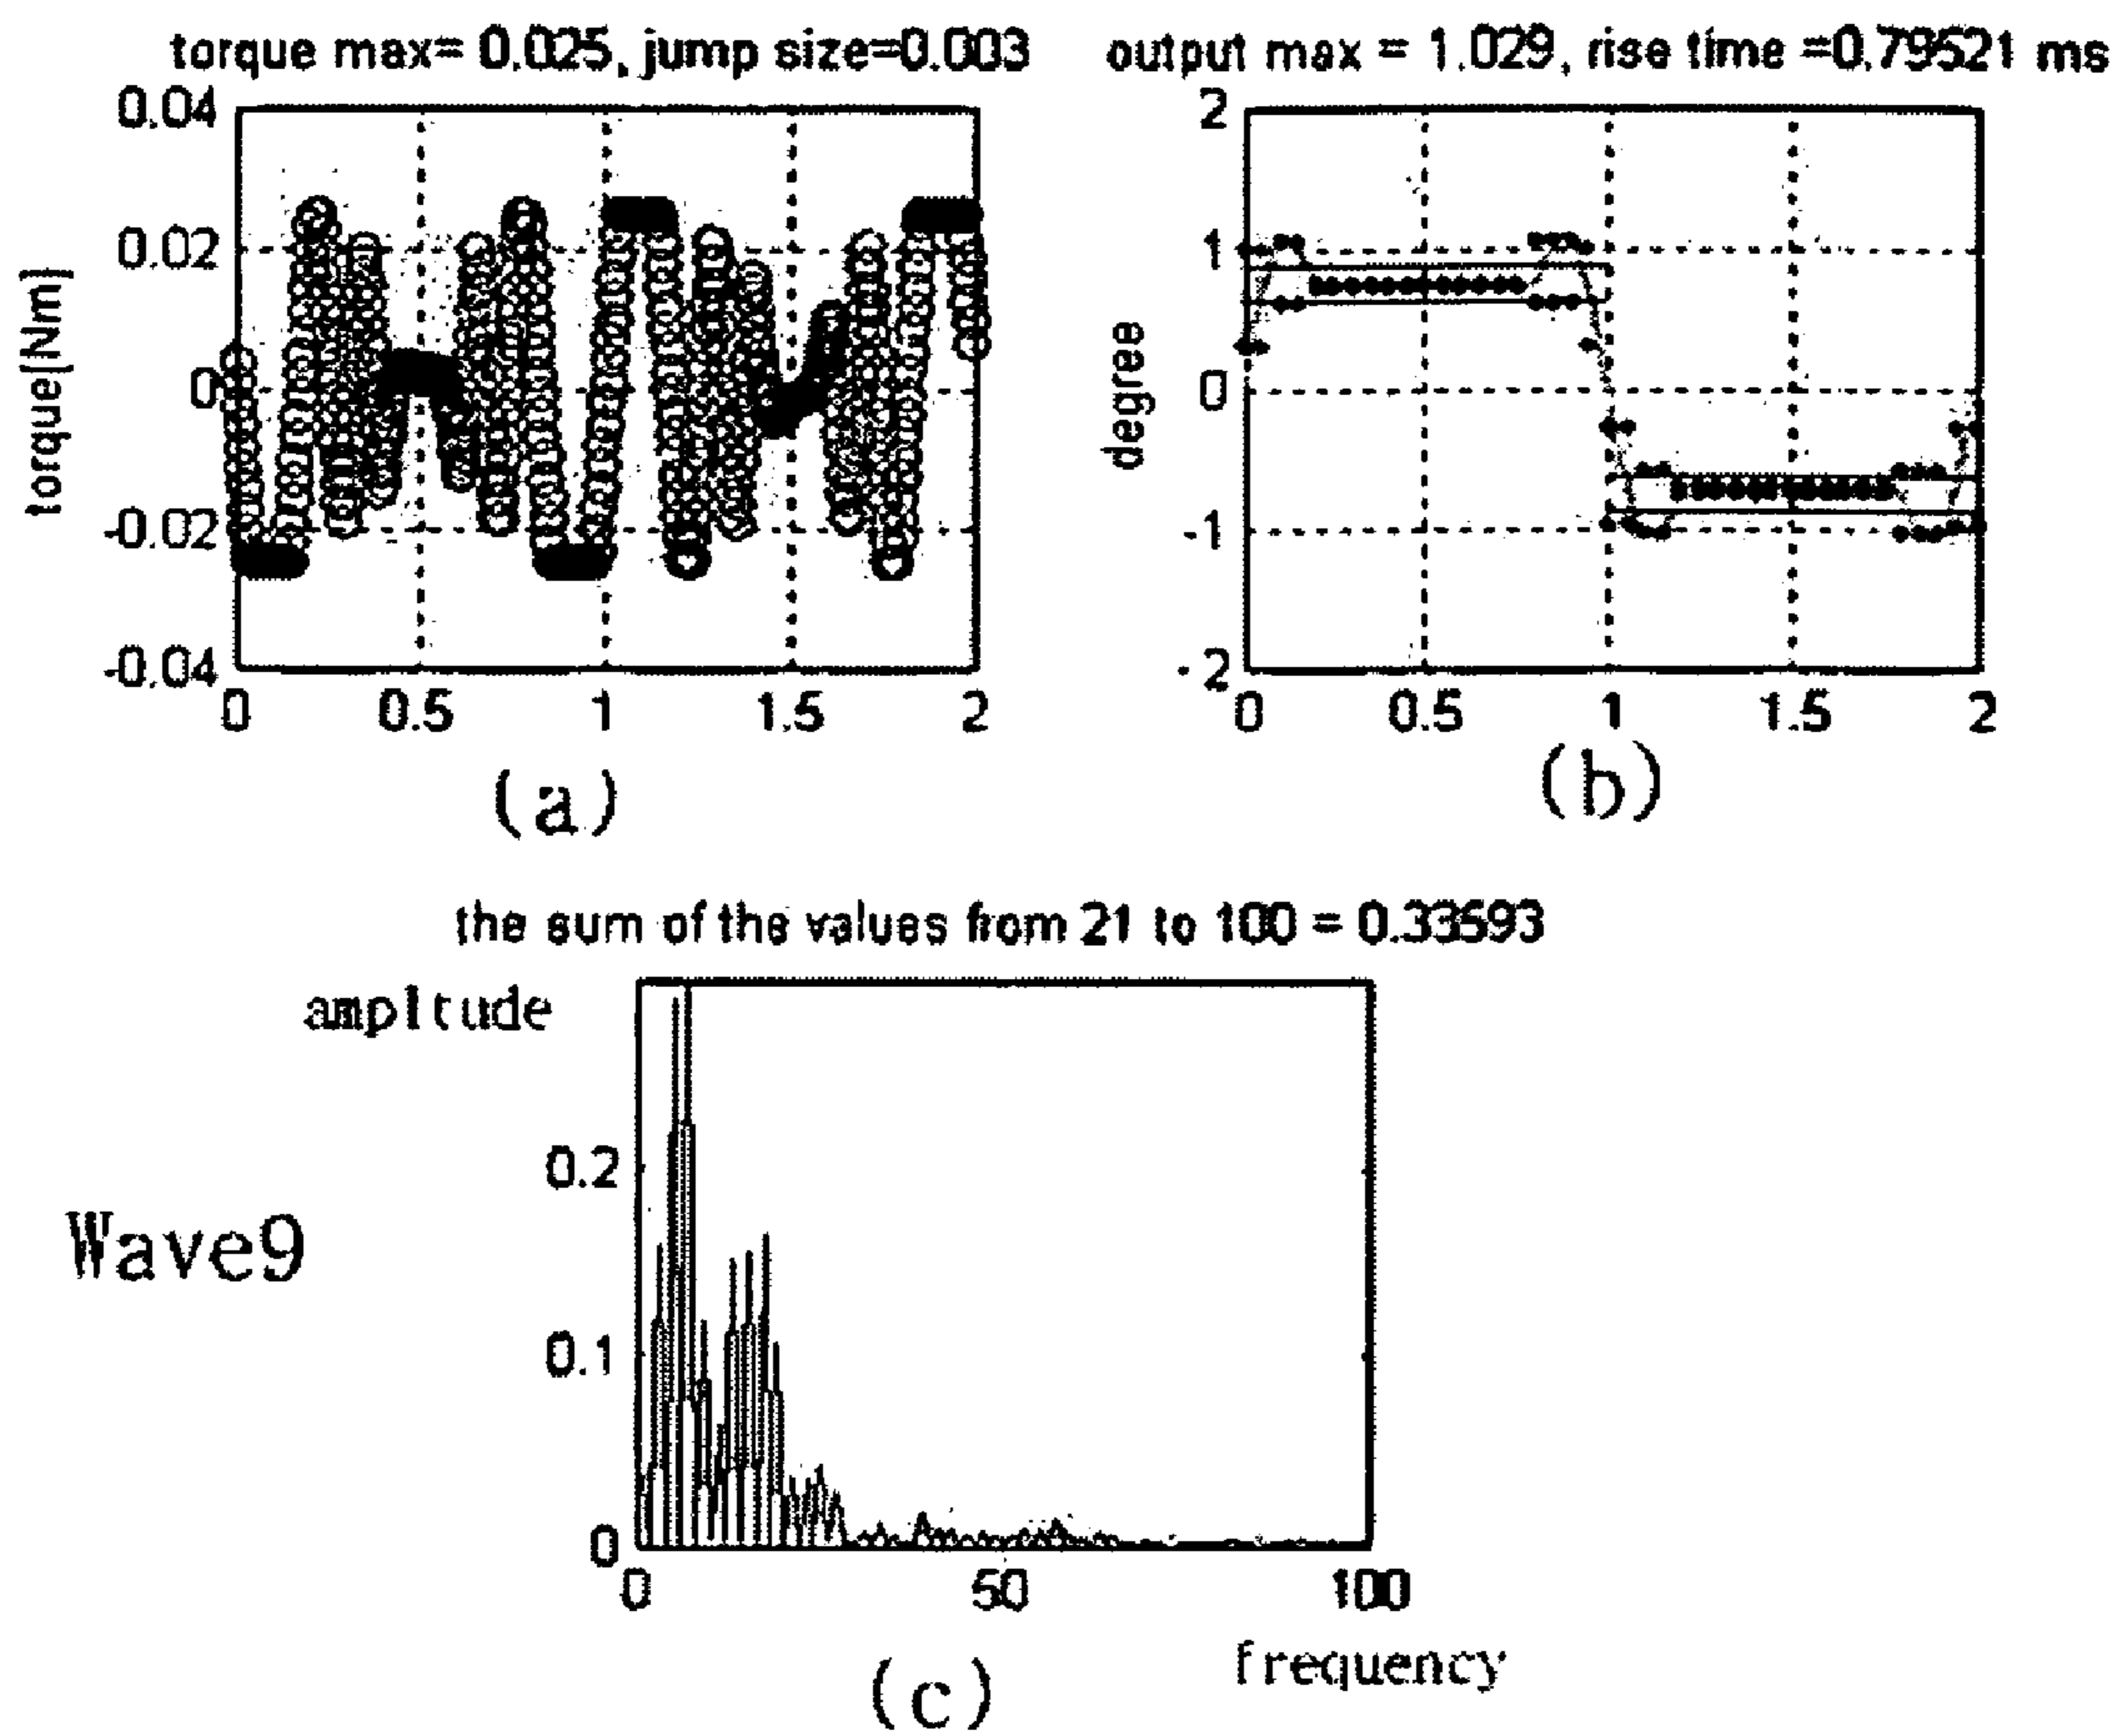 torque max= 0.025, jump size=0.003
output max = 1.029, rise time =0.79521 ms
0.04
0.02
0
-0.02
-0.04
torque[Nm]
0 0.5 1 1.5 2
(a)
2
1
0
-1
-2
degree
0 0.5 1 1.5 2
(b)
the sum of the values from 21 to 100 = 0.33593
ampltude
0.2
0.1
0
Wave9
0 50 100
frequency
(c)